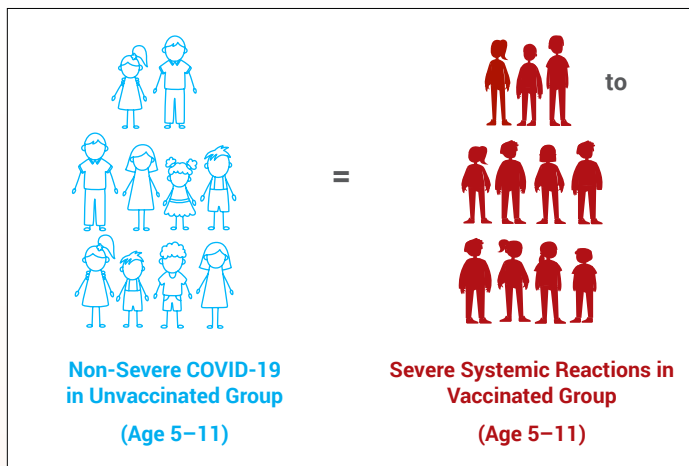 to
=
Non-Severe COVID-19
in Unvaccinated Group
(Age 5–11)
Severe Systemic Reactions in
Vaccinated Group
(Age 5–11)